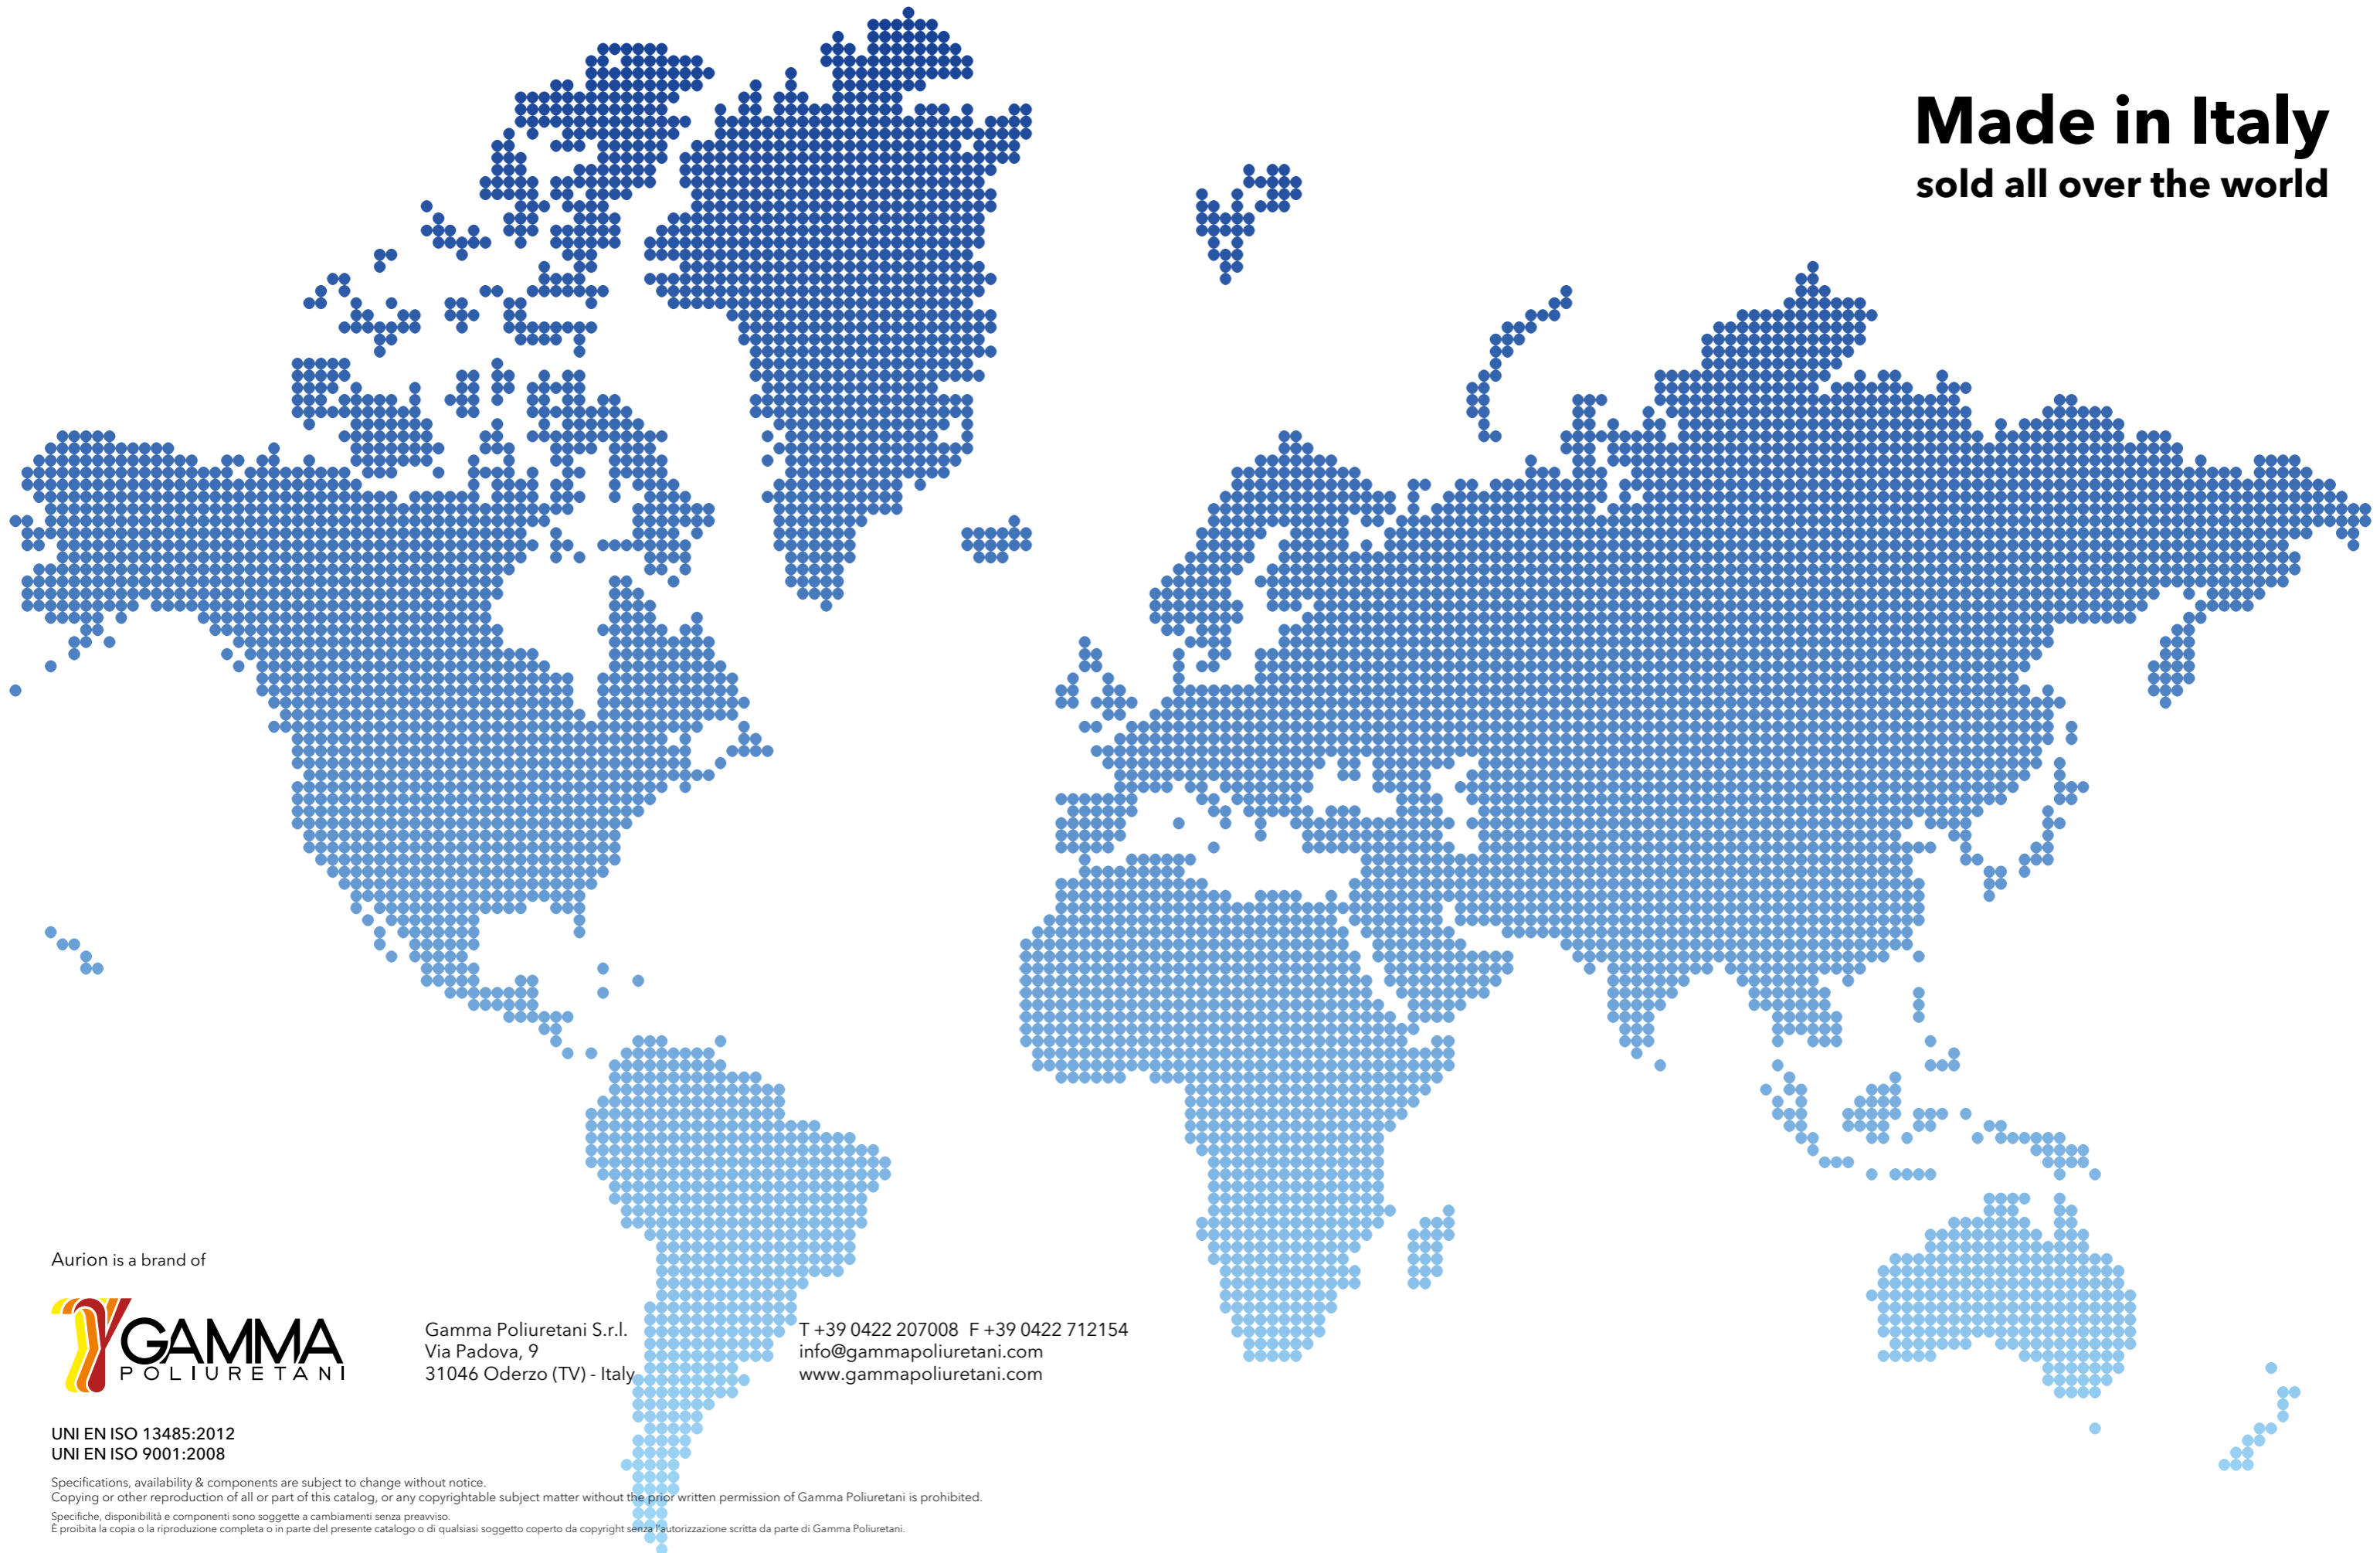 Made in Italy
sold all over the world
Aurion is a brand of
GAMMA
POLIURETANI
Gamma Poliuretani S.r.l.
Via Padova, 9
31046 Oderzo (TV) - Italy
T +39 0422 207008 F +39 0422 712154
info@gammapoliuretani.com
www.gammapoliuretani.com
UNI EN ISO 13485:2012
UNI EN ISO 9001:2008
Specifications, availability & components are subject to change without notice.
Copying or other reproduction of all or part of this catalog, or any copyrightable subject matter without the prior written permission of Gamma Poliuretani is prohibited.
Specifiche, disponibilità e componenti sono soggette a cambiamenti senza preavviso.
È proibita la copia o la riproduzione completa o in parte del presente catalogo o di qualsiasi soggetto coperto da copyright senza l'autorizzazione scritta da parte di Gamma Poliuretani.